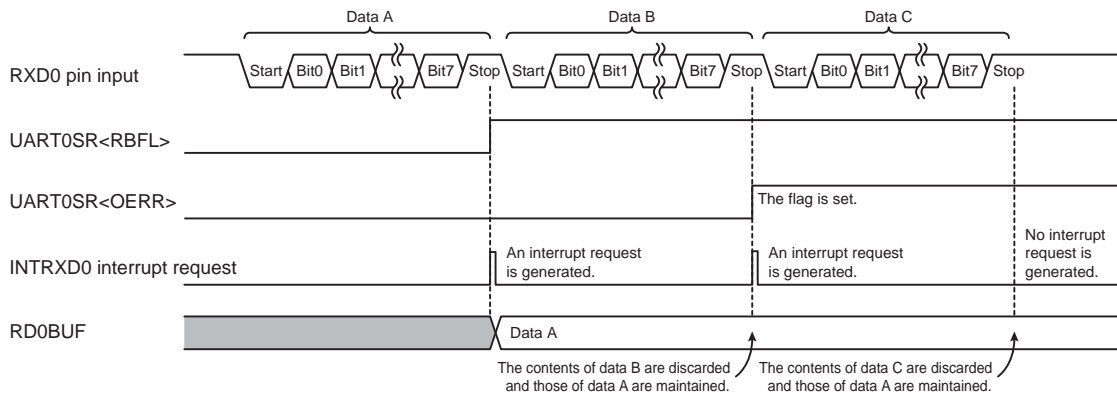 Data A
Data B
Data C
RXD0 pin input
Start Bit0 Bit1 Bit7 Stop Start Bit0 Bit1 Bit7 Stop Start Bit0 Bit1 Bit7 Stop
UART0SR<RBFL>
UART0SR<OERR>
The flag is set.
INTRXD0 interrupt request
An interrupt request
is generated.
An interrupt request
is generated.
No interrupt
request is
generated.
RD0BUF
Data A
The contents of data B are discarded
and those of data A are maintained.
The contents of data C are discarded
and those of data A are maintained.